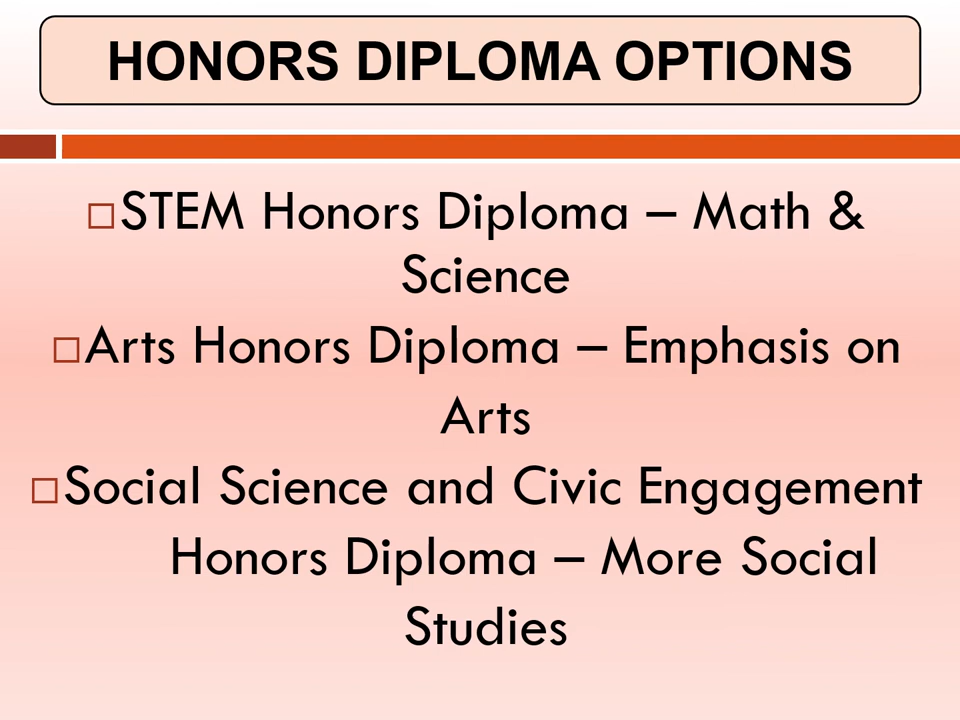 HONORS DIPLOMA OPTIONS
STEM Honors Diploma – Math &
Science
Arts Honors Diploma – Emphasis on
Arts
Social Science and Civic Engagement
Honors Diploma – More Social
Studies